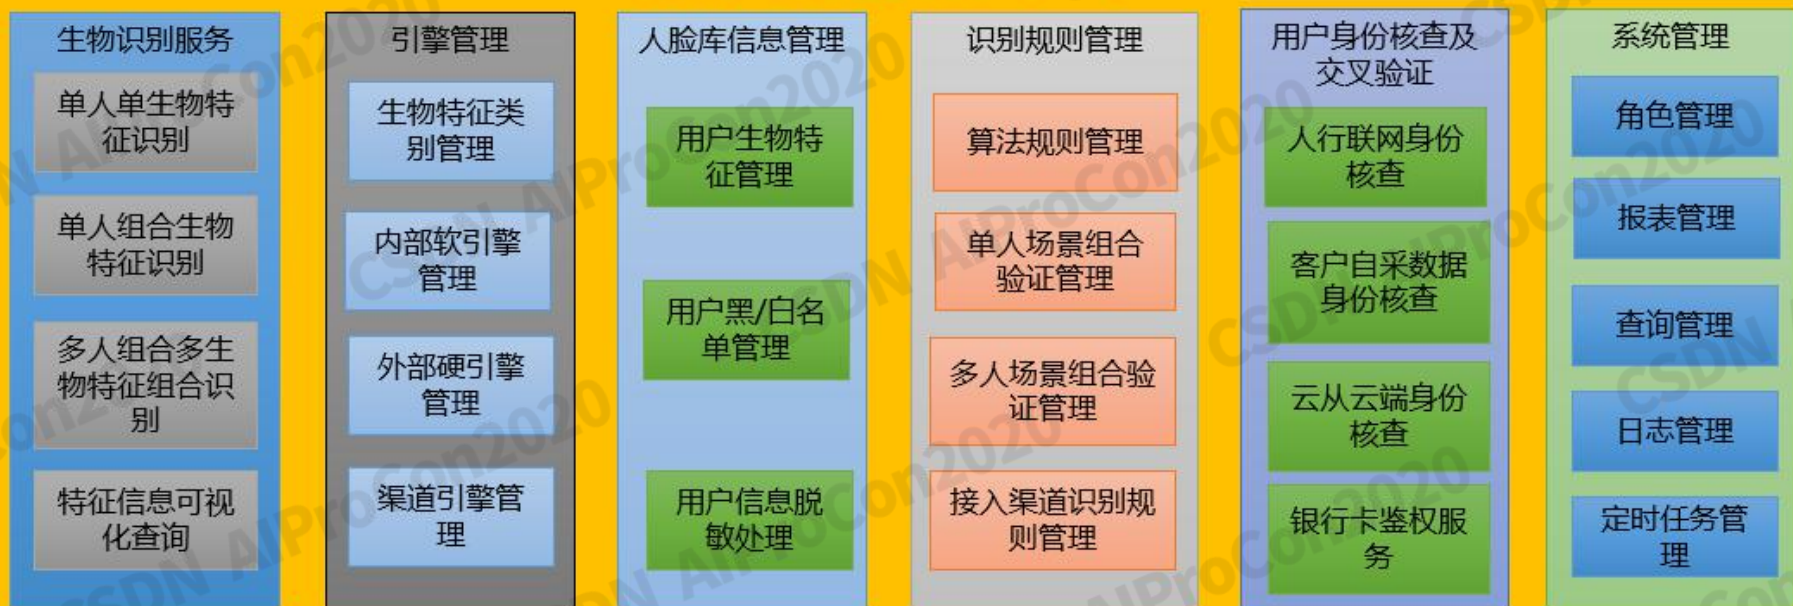 生物识别服务
单人单生物特
征识别
单人组合生物
特征识别
多人组合多生
物特征组合识
别
特征信息可视
化查询
引擎管理
生物特征类
别管理
内部软引擎
管理
外部硬引擎
管理
渠道引擎管
理
人脸库信息管理
用户生物特
征管理
用户黑/白名
单管理
用户信息脱
敏处理
识别规则管理
算法规则管理
单人场景组合
验证管理
多人场景组合验
证管理
接入渠道识别规
则管理
用户身份核查及
交叉验证
人行联网身份
核查
客户自采数据
身份核查
云从云端身份
核查
银行卡鉴权服
务
系统管理
角色管理
报表管理
查询管理
日志管理
定时任务管
理
CSDN AIProCon2020